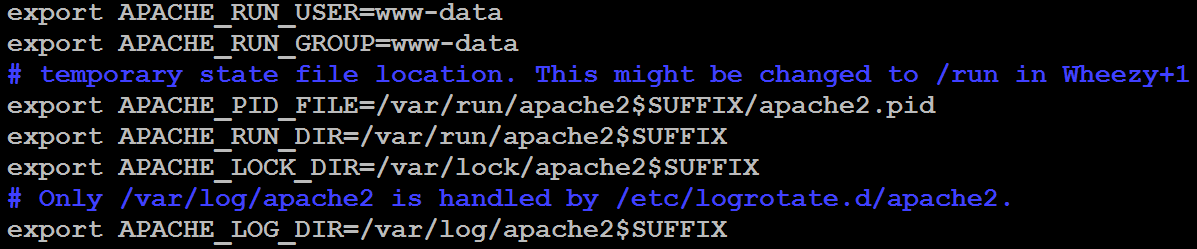 export APACHE_RUN_USER=www-data
export APACHE_RUN_GROUP=www-data
# temporary state file location. This might be changed to /run in Wheezy+1
export APACHE_PID_FILE=/var/run/apache2$SUFFIX/apache2.pid
export APACHE_RUN_DIR=/var/run/apache2$SUFFIX
export APACHE_LOCK_DIR=/var/lock/apache2$SUFFIX
# Only /var/log/apache2 is handled by /etc/logrotate.d/apache2.
export APACHE_LOG_DIR=/var/log/apache2$SUFFIX